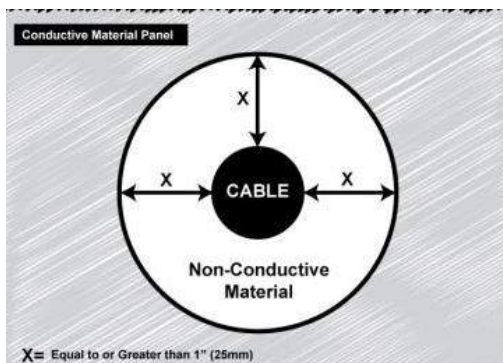 Conductive Material Panel
X
X
CABLE
X
Non-Conductive
Material
X= Equal to or Greater than 1" (25mm)